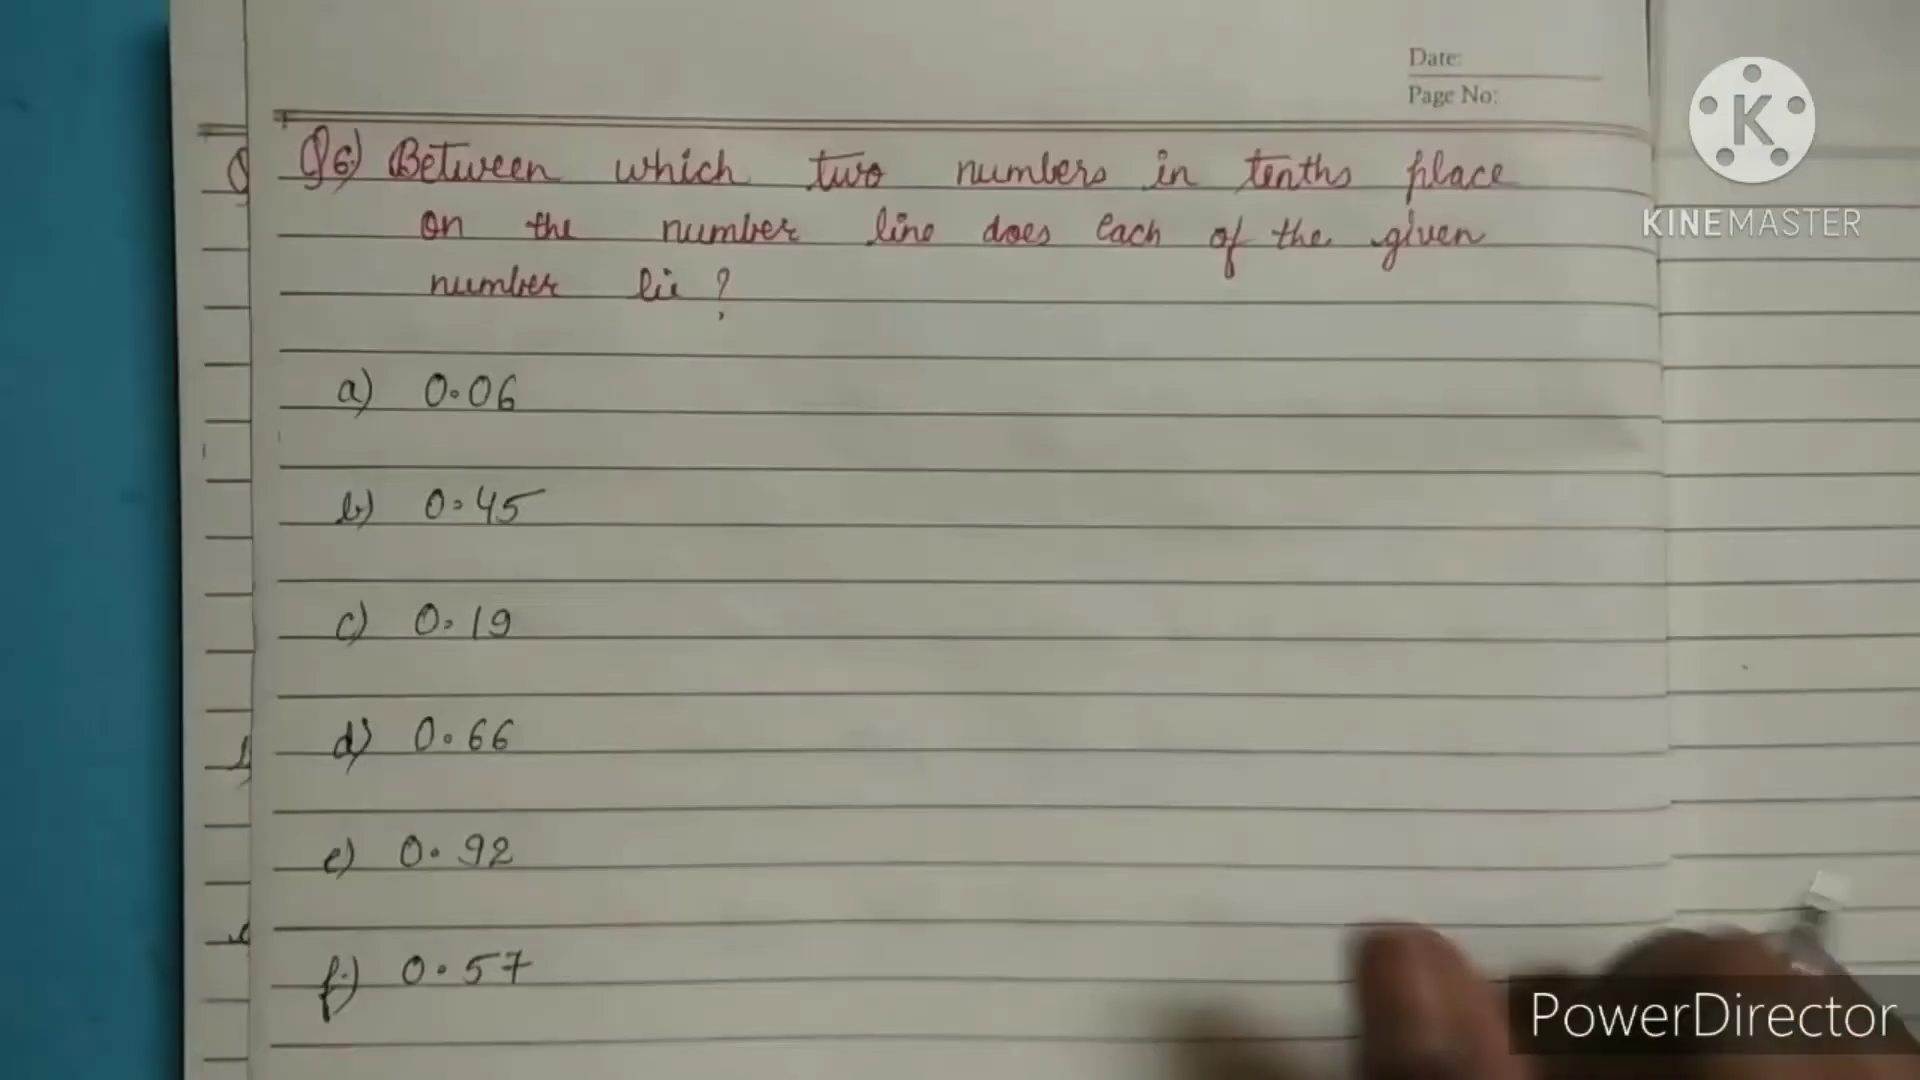 Date:
Page No:
K
KINEMASTER
Q6) Between which two numbers in tenths place
on the number line does each of the given
number lie ?
a) 0.06
b) 0.45
c) 0.19
d) 0.66
e) 0.92
f) 0.57
PowerDirector